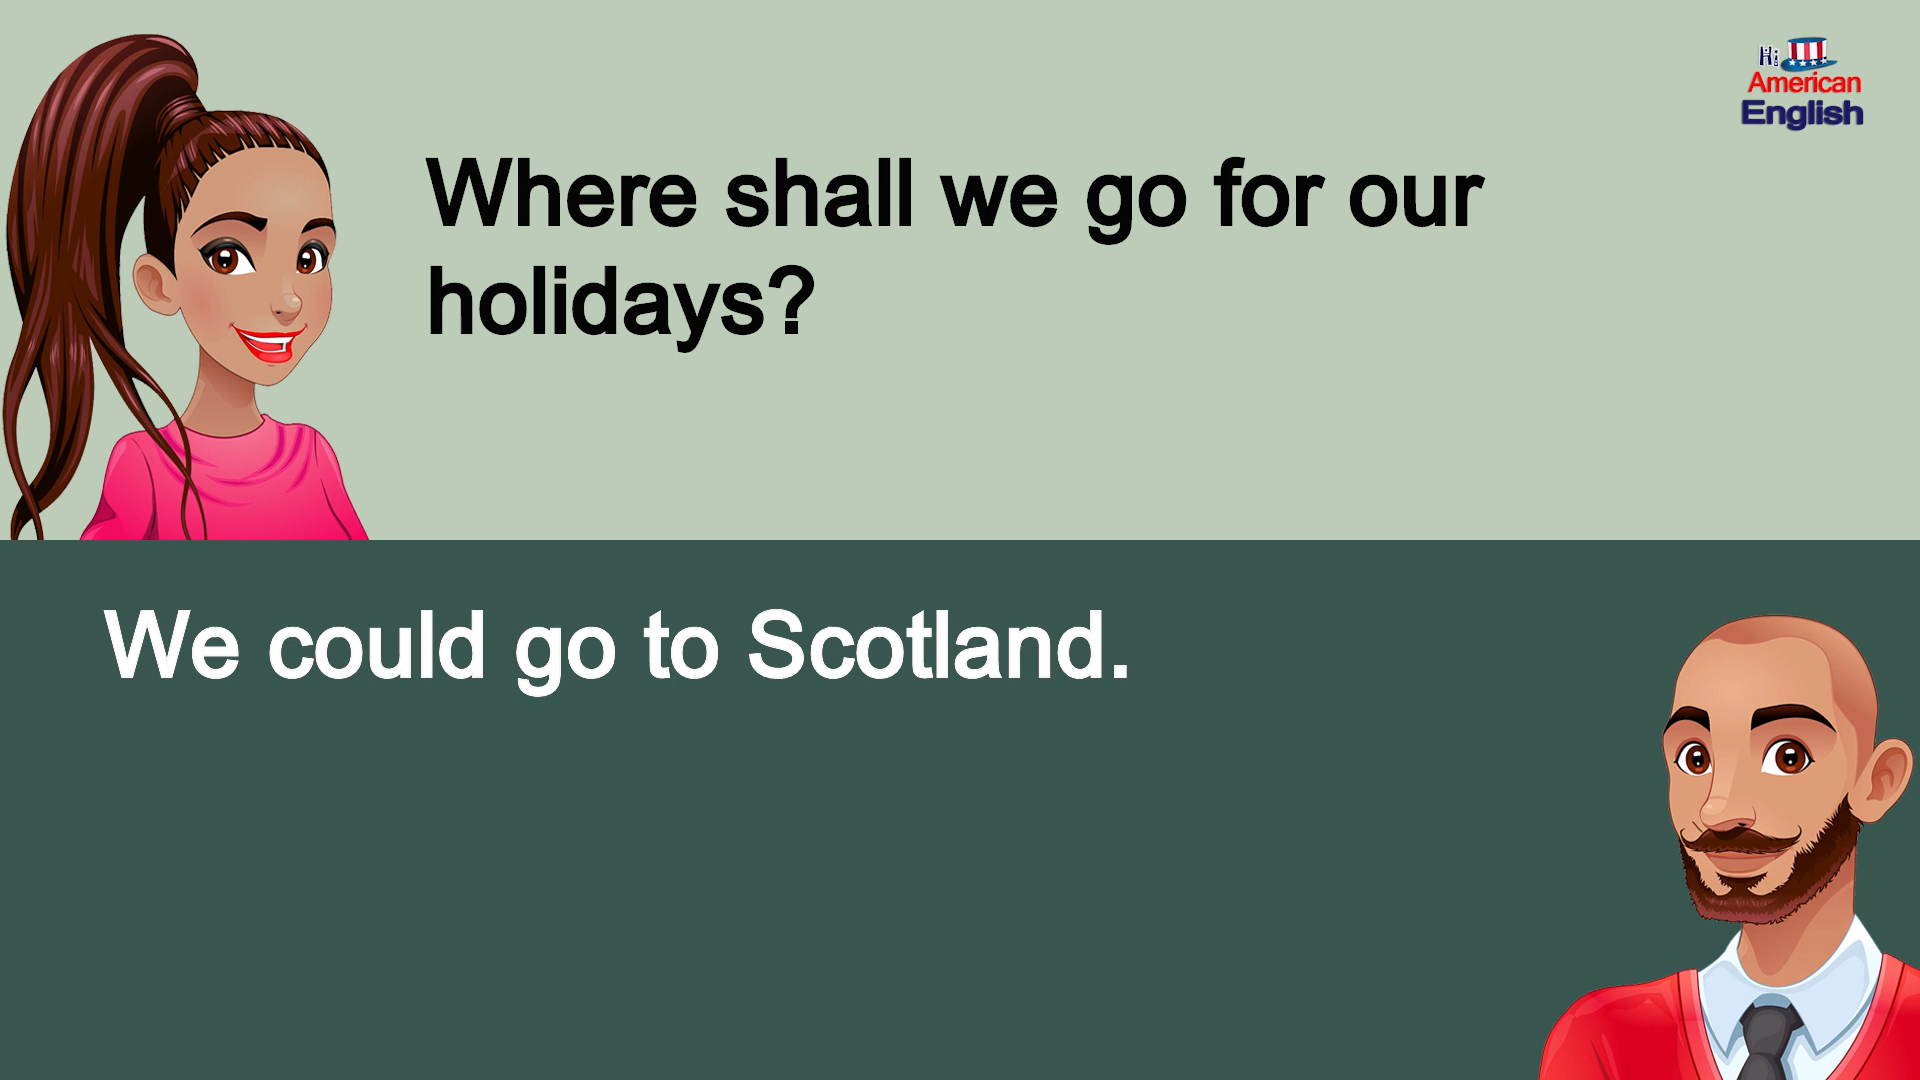 Hi
American
English
Where shall we go for our
holidays?
We could go to Scotland.